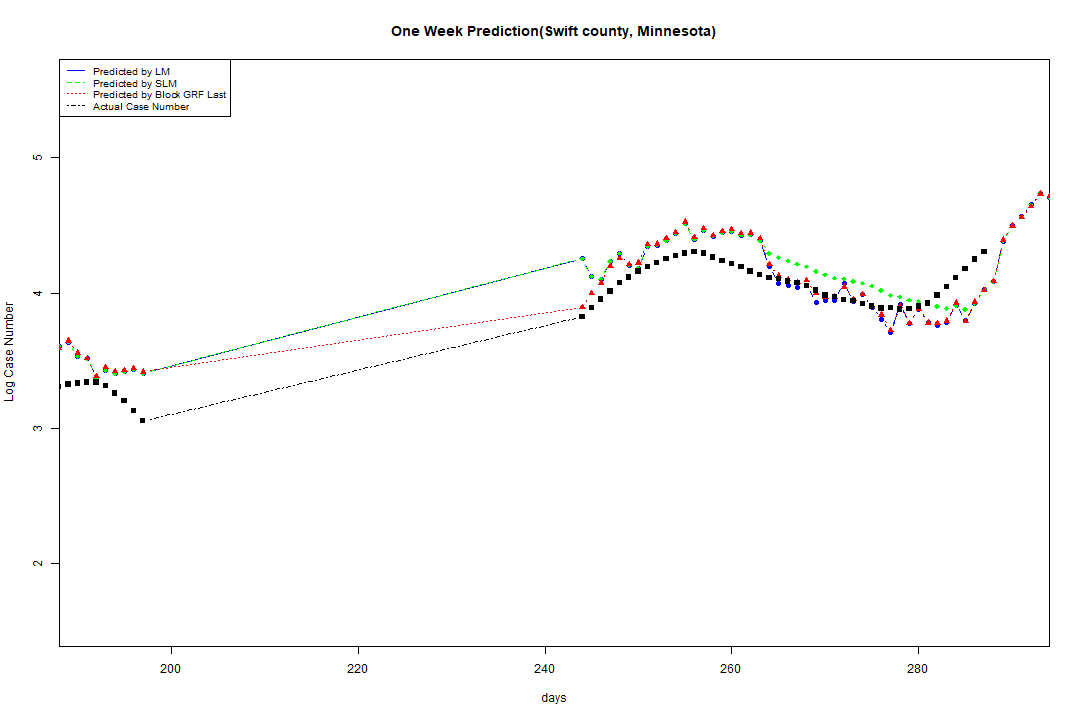 One Week Prediction(Swift county, Minnesota)
Predicted by LM
Predicted by SLM
Predicted by Block GRF Last
Actual Case Number
5
4
3
2
Log Case Number
200
220
240
260
280
days